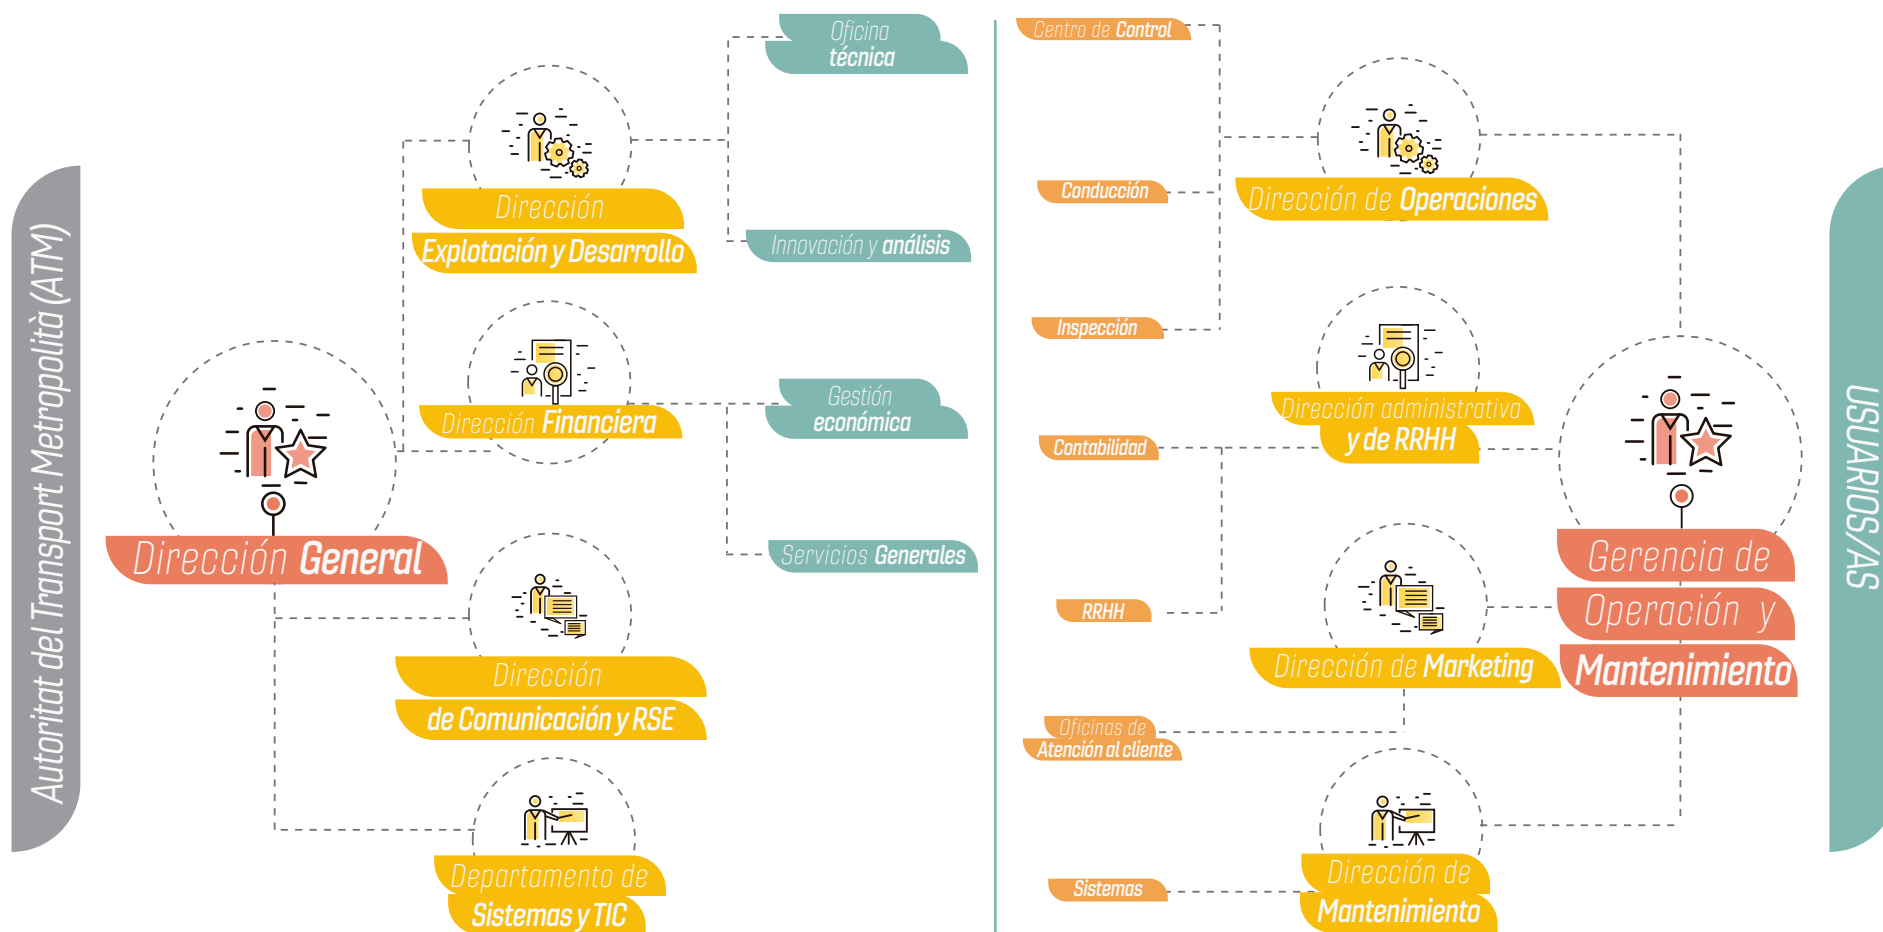 Autoritat del Transport Metropolità (ATM)
Dirección General
Dirección
Explotación y Desarrollo
Oficina
técnica
Innovación y análisis
Dirección Financiera
Gestión
económica
Servicios Generales
Dirección
de Comunicación y RSE
Departamento de
Sistemas y TIC
Centro de Control
Conducción
Inspección
Dirección de Operaciones
Contabilidad
RRHH
Dirección administrativa
y de RRHH
Dirección de Marketing
Oficinas de
Atención al cliente
Sistemas
Dirección de
Mantenimiento
Gerencia de
Operación y
Mantenimiento
USUARIOS/AS